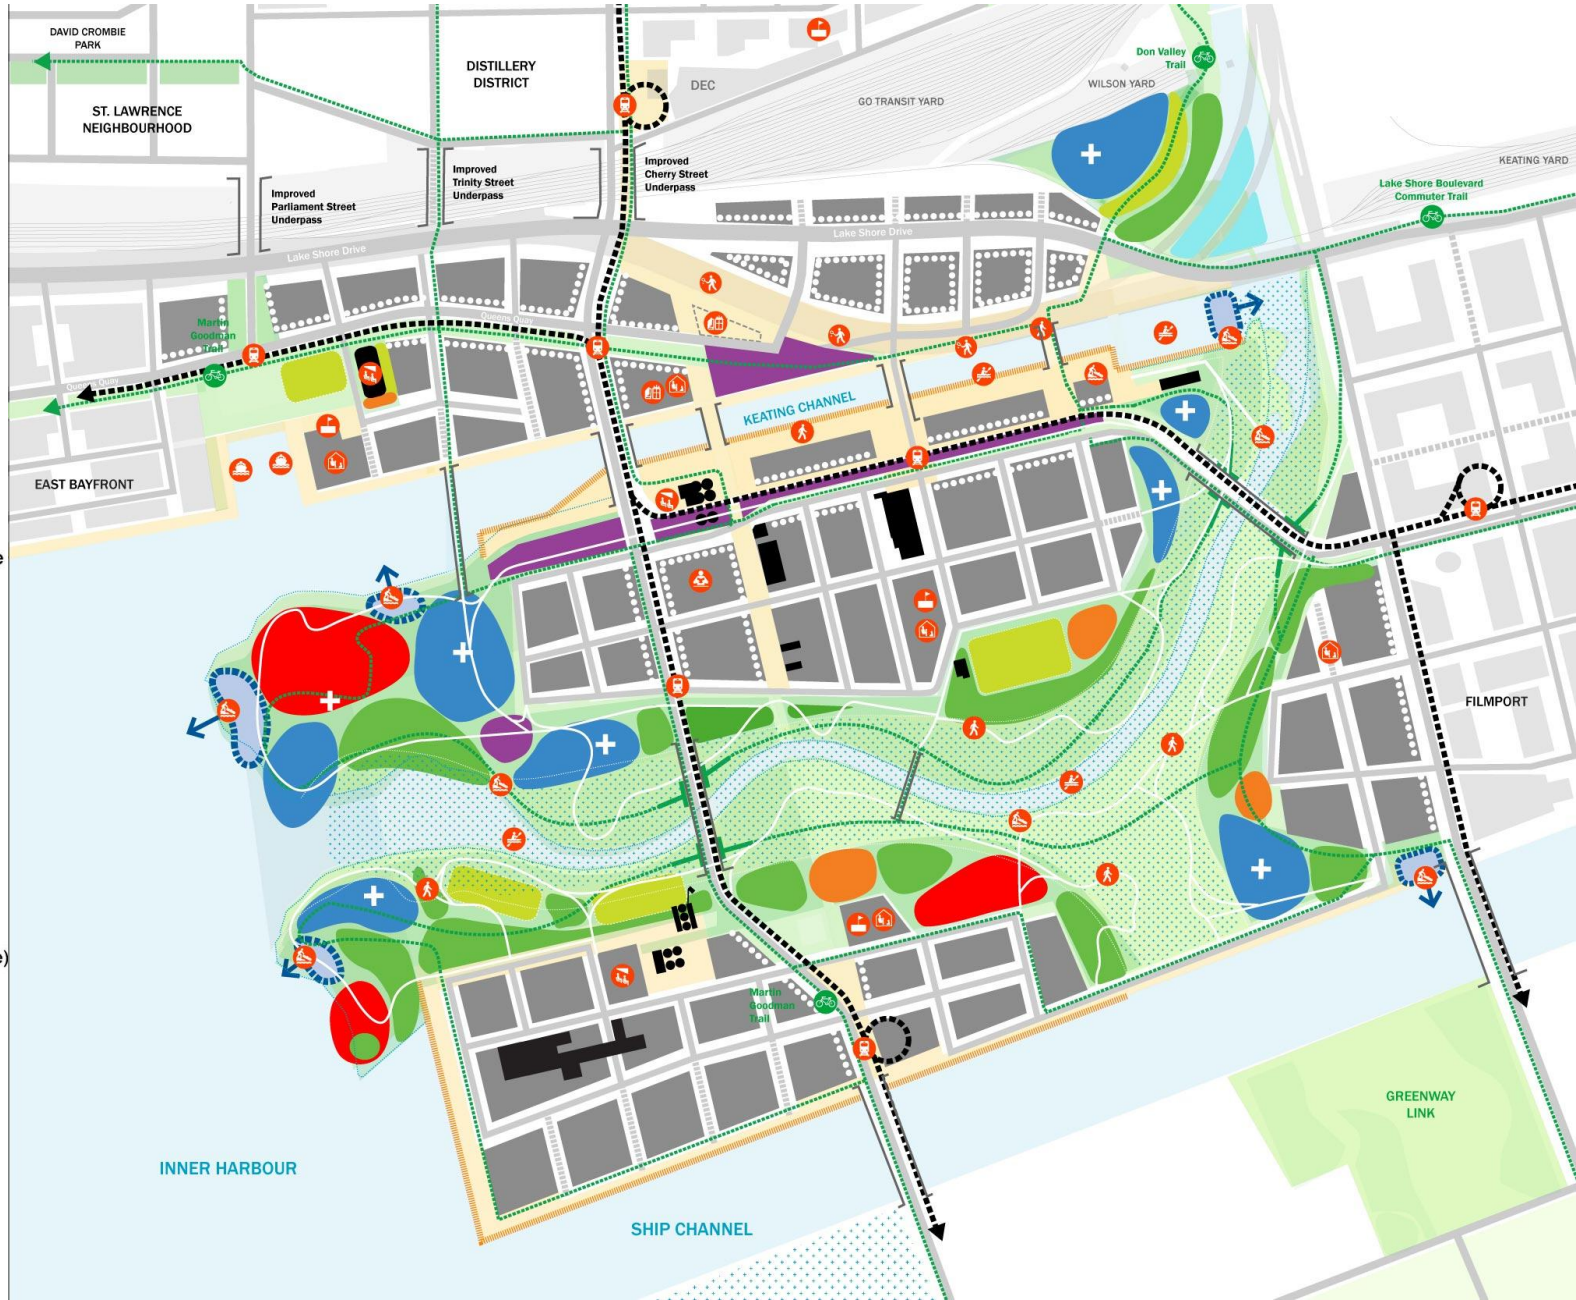 DAVID CROMBIE
PARK
ST. LAWRENCE
NEIGHBOURHOOD
DISTILLERY
DISTRICT
DEC
GO TRANSIT YARD
WILSON YARD
Don Valley
Trail
KEATING YARD
Lake Shore Boulevard
Commuter Trail
Improved
Parliament Street
Underpass
Improved
Trinity Street
Underpass
Improved
Cherry Street
Underpass
Lake Shore Drive
Lake Shore Drive
Queens Quay
Martin
Goodman
Trail
Queens Quay
KEATING CHANNEL
EAST BAYFRONT
e
FILMPORT
e)
Martin
Goodman
Trail
GREENWAY
LINK
INNER HARBOUR
SHIP CHANNEL